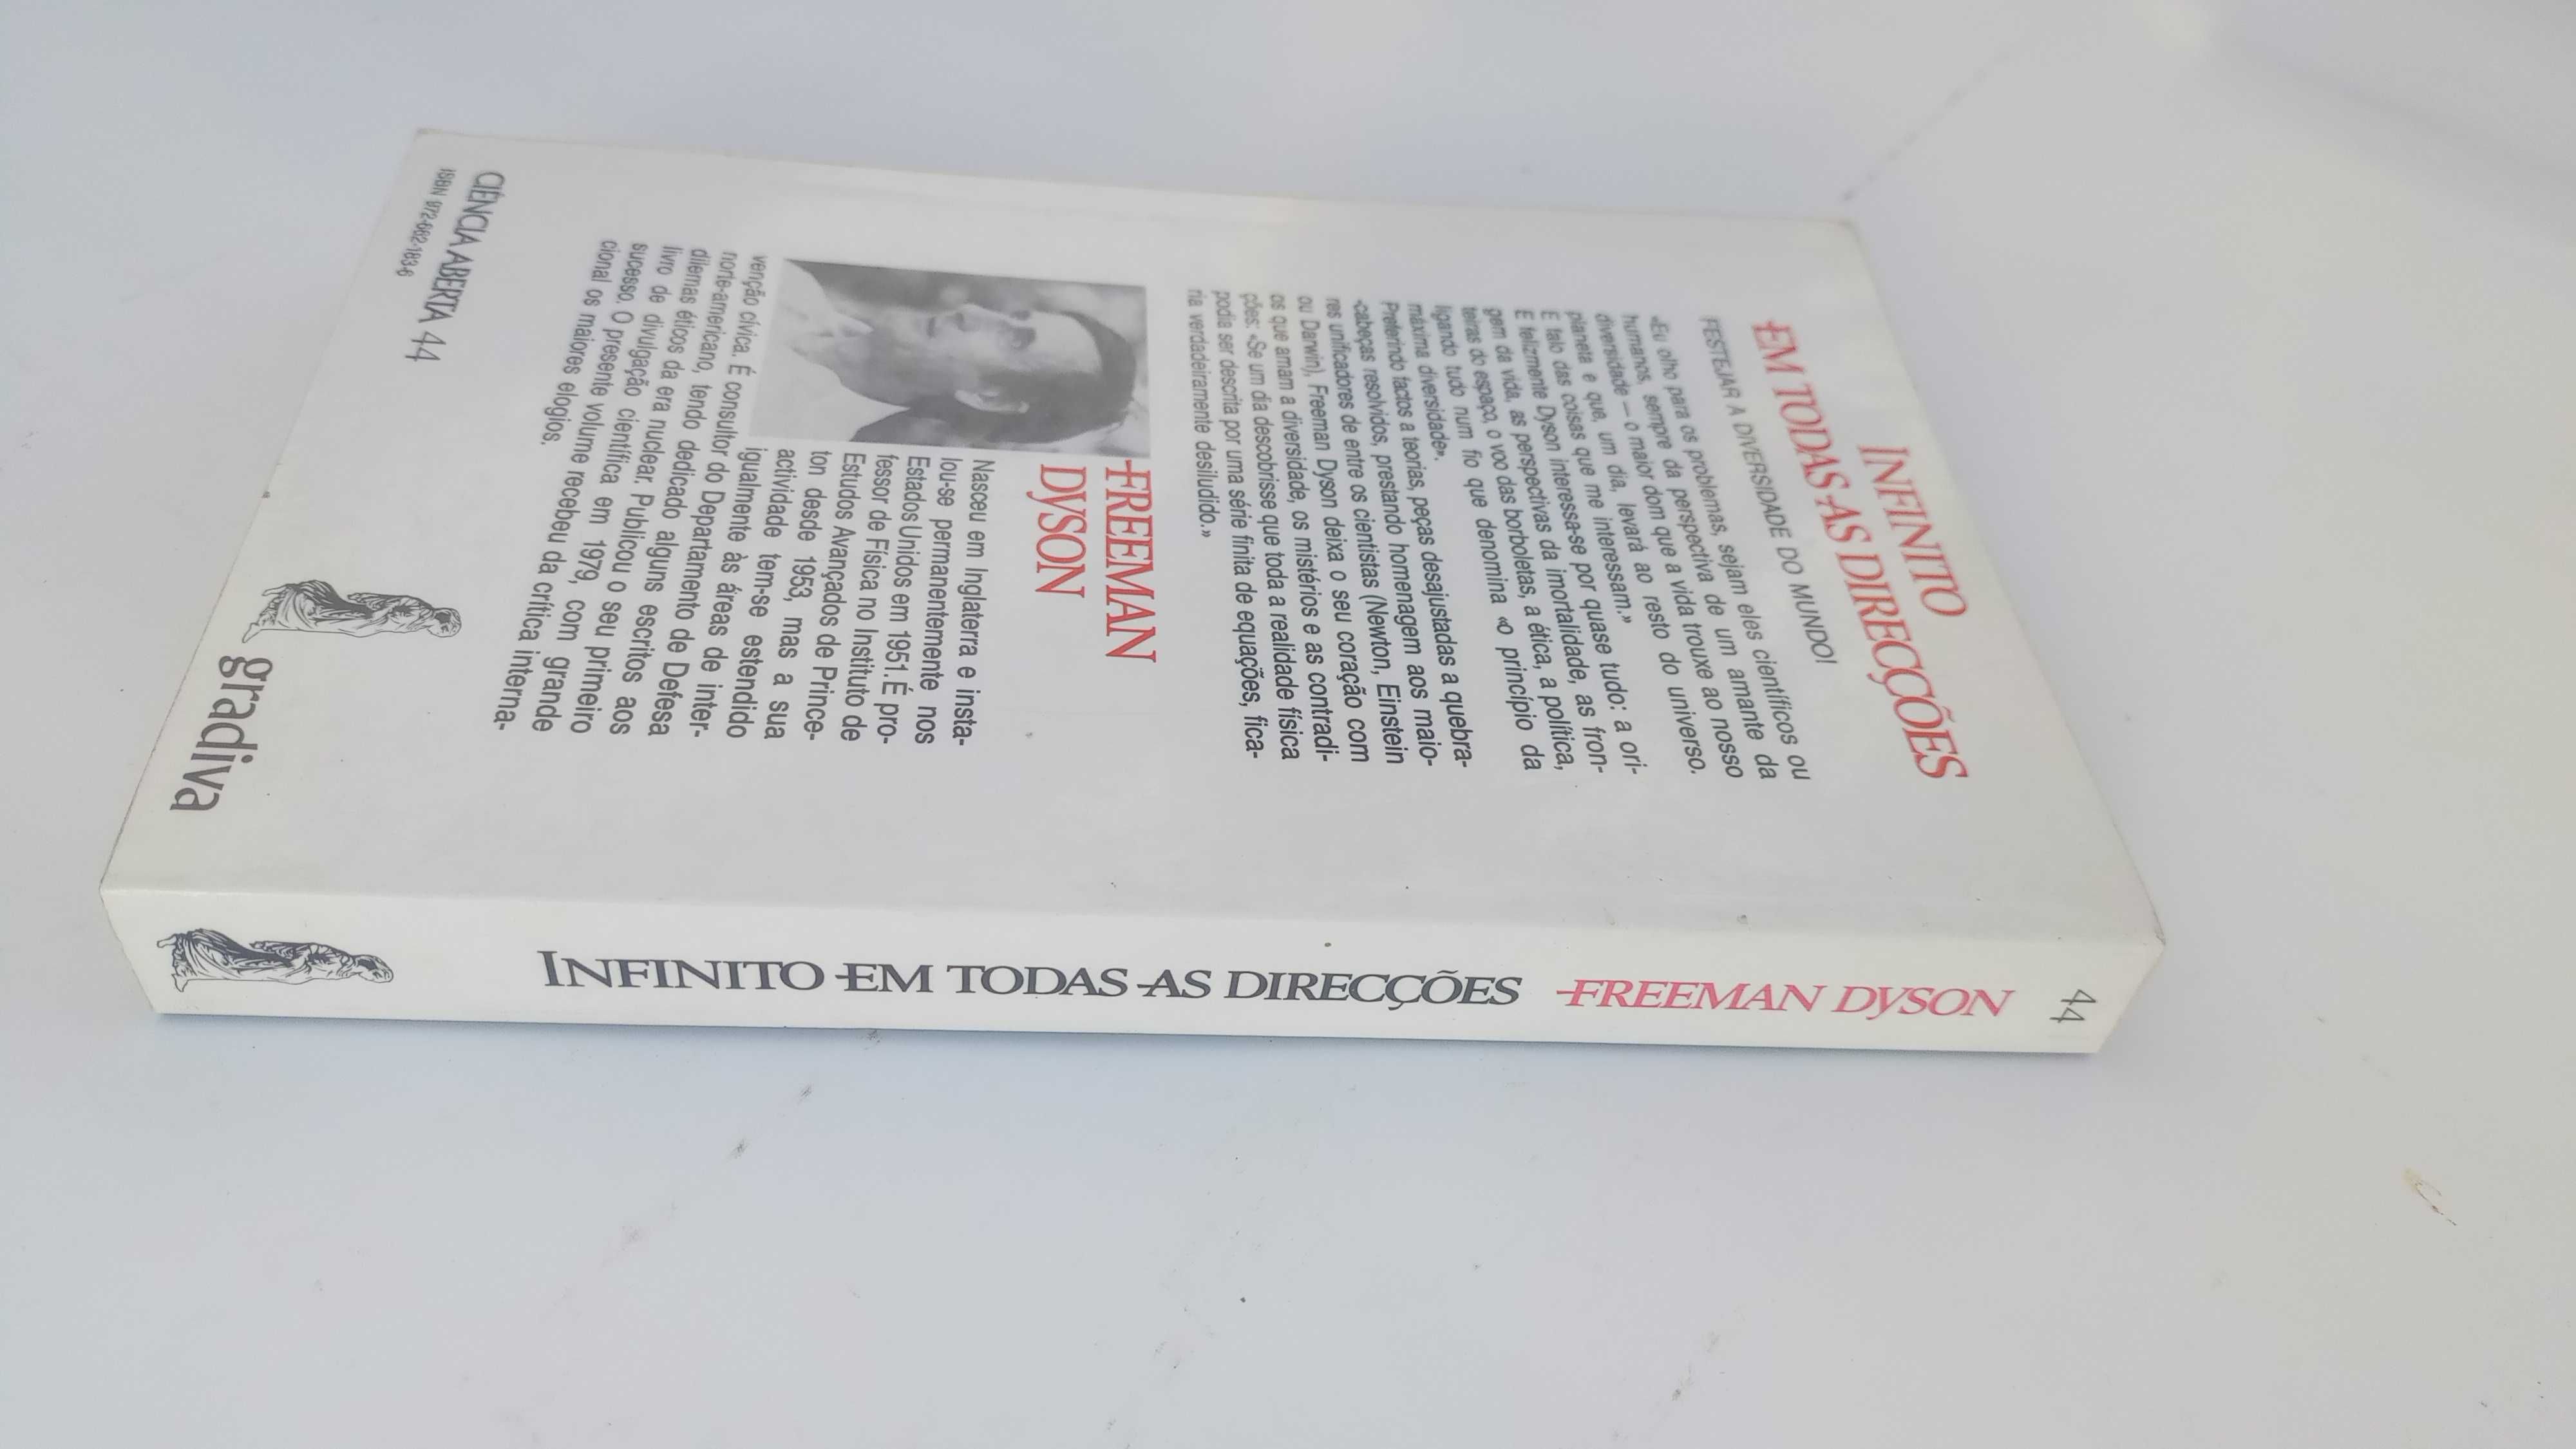 INFINITO
EM TODAS AS DIRECÇÕES
FESTEJAR A DIVERSIDADE DO MUNDO!
«Eu olho para os problemas, sejam eles científicos ou
humanos, sempre da perspectiva de um amante da
diversidade — o maior dom que a vida trouxe ao nosso
planeta e que, um dia, levará ao resto do universo.
E falo das coisas que me interessam.»
E felizmente Dyson interessa-se por quase tudo: a ori-
gem da vida, as perspectivas da imortalidade, as fron-
teiras do espaço, o voo das borboletas, a ética, a política,
ligando tudo num fio que denomina «o princípio da
máxima diversidade».
Preferindo factos a teorias, peças desajustadas a quebra-
-cabeças resolvidos, prestando homenagem aos maio-
res unificadores de entre os cientistas (Newton, Einstein
ou Darwin), Freeman Dyson deixa o seu coração com
os que amam a diversidade, os mistérios e as contradi-
ções: «Se um dia descobrisse que toda a realidade física
podia ser descrita por uma série finita de equações, fica-
ria verdadeiramente desiludido.»
FREEMAN
DYSON
Nasceu em Inglaterra e insta-
lou-se permanentemente nos
Estados Unidos em 1951. É pro-
fessor de Física no Instituto de
Estudos Avançados de Prince-
ton desde 1953, mas a sua
actividade tem-se estendido
igualmente às áreas de inter-
venção cívica. É consultor do Departamento de Defesa
norte-americano, tendo dedicado alguns escritos aos
dilemas éticos da era nuclear. Publicou o seu primeiro
livro de divulgação científica em 1979, com grande
sucesso. O presente volume recebeu da crítica interna-
cional os maiores elogios.
CIÊNCIA ABERTA 44
ISBN 972-662-183-6
gradiva
INFINITO EM TODAS AS DIRECÇÕES FREEMAN DYSON 44